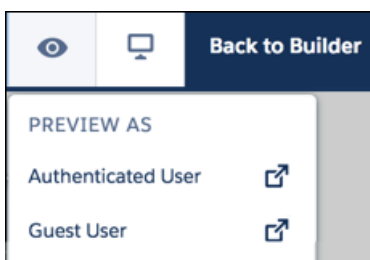 Back to Builder
PREVIEW AS
Authenticated User
Guest User